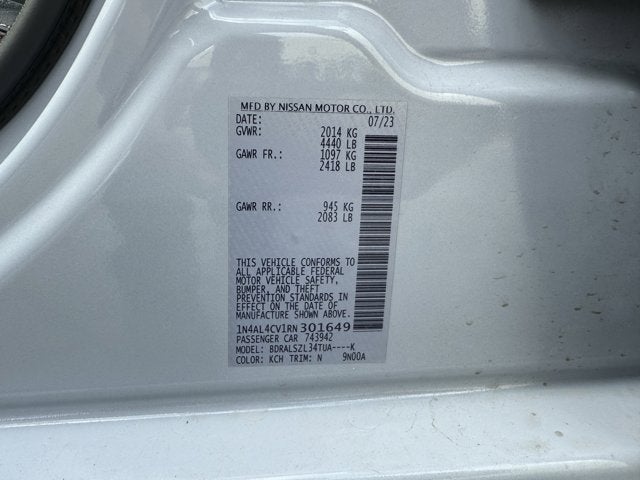 MFD BY NISSAN MOTOR CO., LTD.
DATE: 07/23
GVWR: 2014 KG
4440 LB
GAWR FR.: 1097 KG
2418 LB
GAWR RR.: 945 KG
2083 LB
THIS VEHICLE CONFORMS TO
ALL APPLICABLE FEDERAL
MOTOR VEHICLE SAFETY,
BUMPER, AND THEFT
PREVENTION STANDARDS
IN EFFECT ON THE DATE OF
MANUFACTURE SHOWN ABOVE.
1N4AL4CV1RN301649
PASSENGER CAR 743942
MODEL: BDRALSZL34TUA----K
COLOR: KCH TRIM: N 9N00A